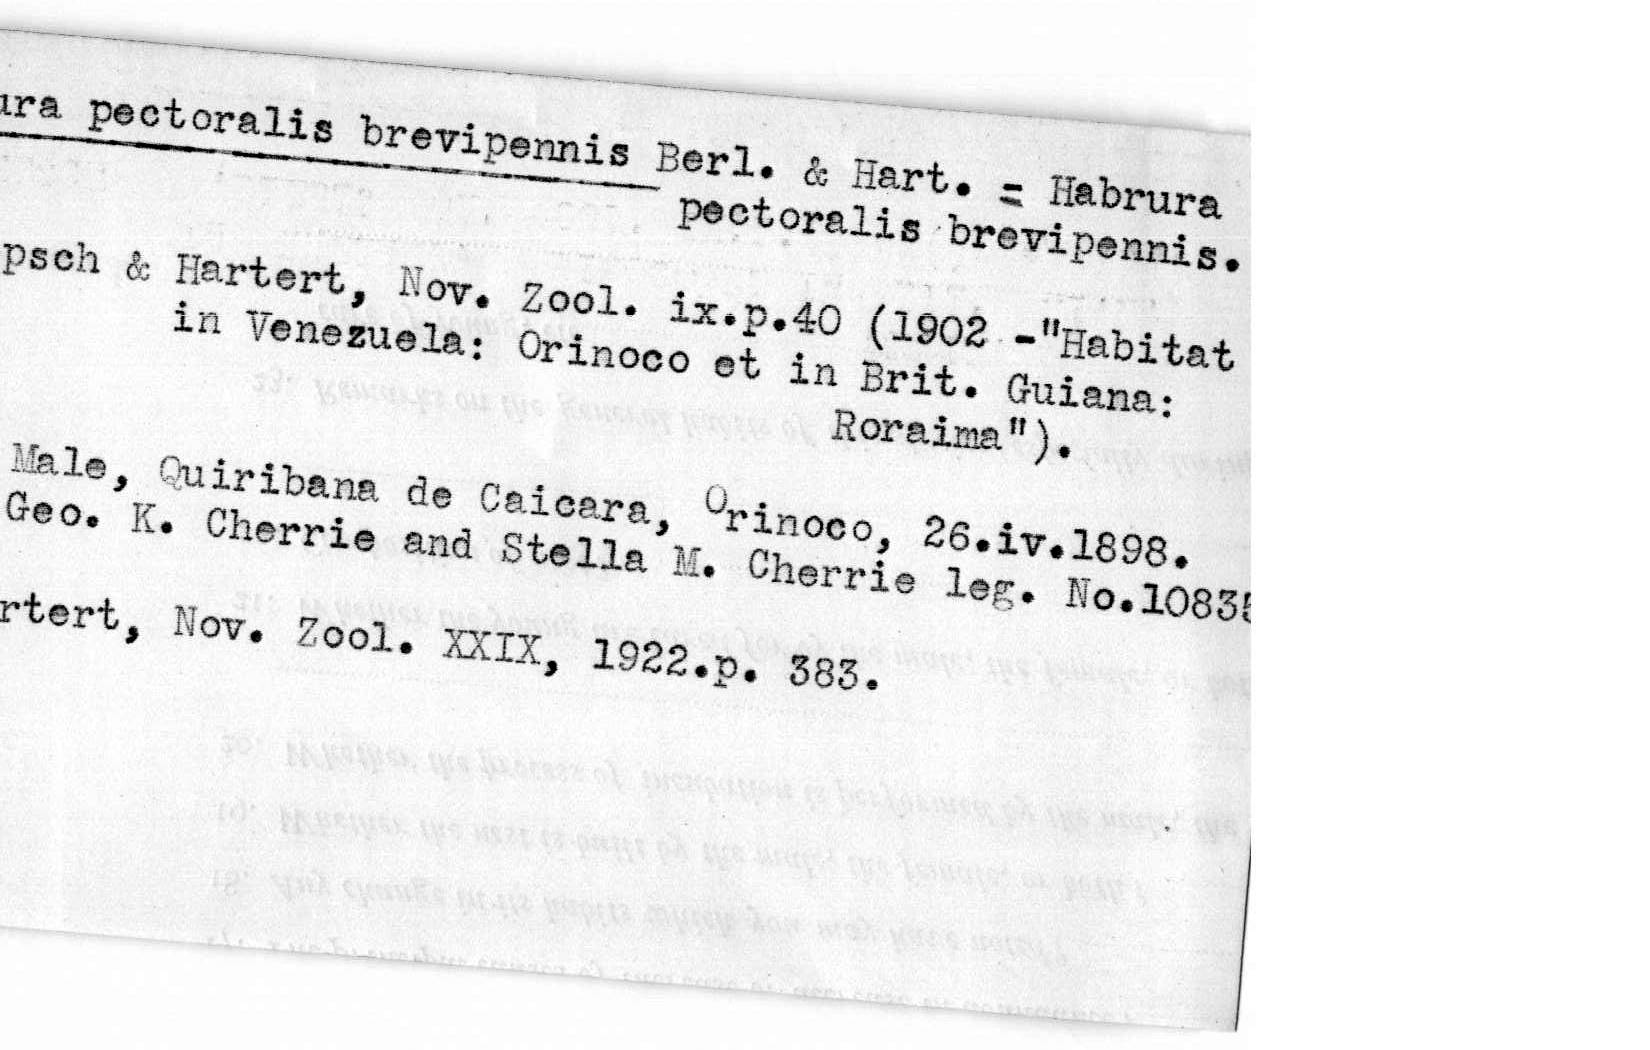 ura pectoralis brevipennis Berl. & Hart. = Habrura
pectoralis brevipennis.
psch & Hartert, Nov. Zool. ix.p.40 (1902 -"Habitat
in Venezuela: Orinoco et in Brit. Guiana:
Roraima").
Male, Quiribana de Caicara, Orinoco, 26.iv.1898.
Geo. K. Cherrie and Stella M. Cherrie leg. No.10835
rtert, Nov. Zool. XXIX, 1922.p. 383.